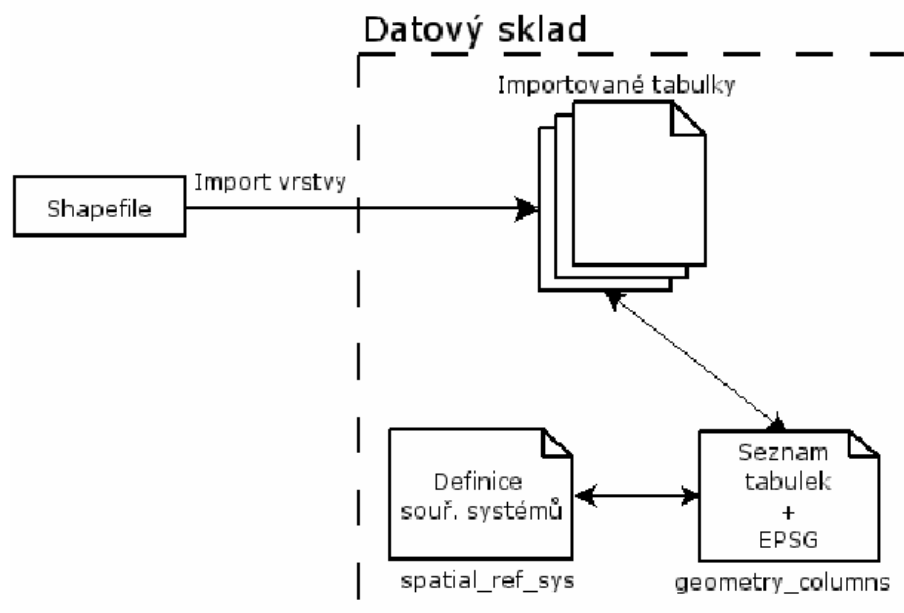 Datový sklad
Importované tabulky
Import vrstvy
Shapefile
Definice
souř. systémů
spatial_ref_sys
Seznam
tabulek
+
EPSG
geometry_columns